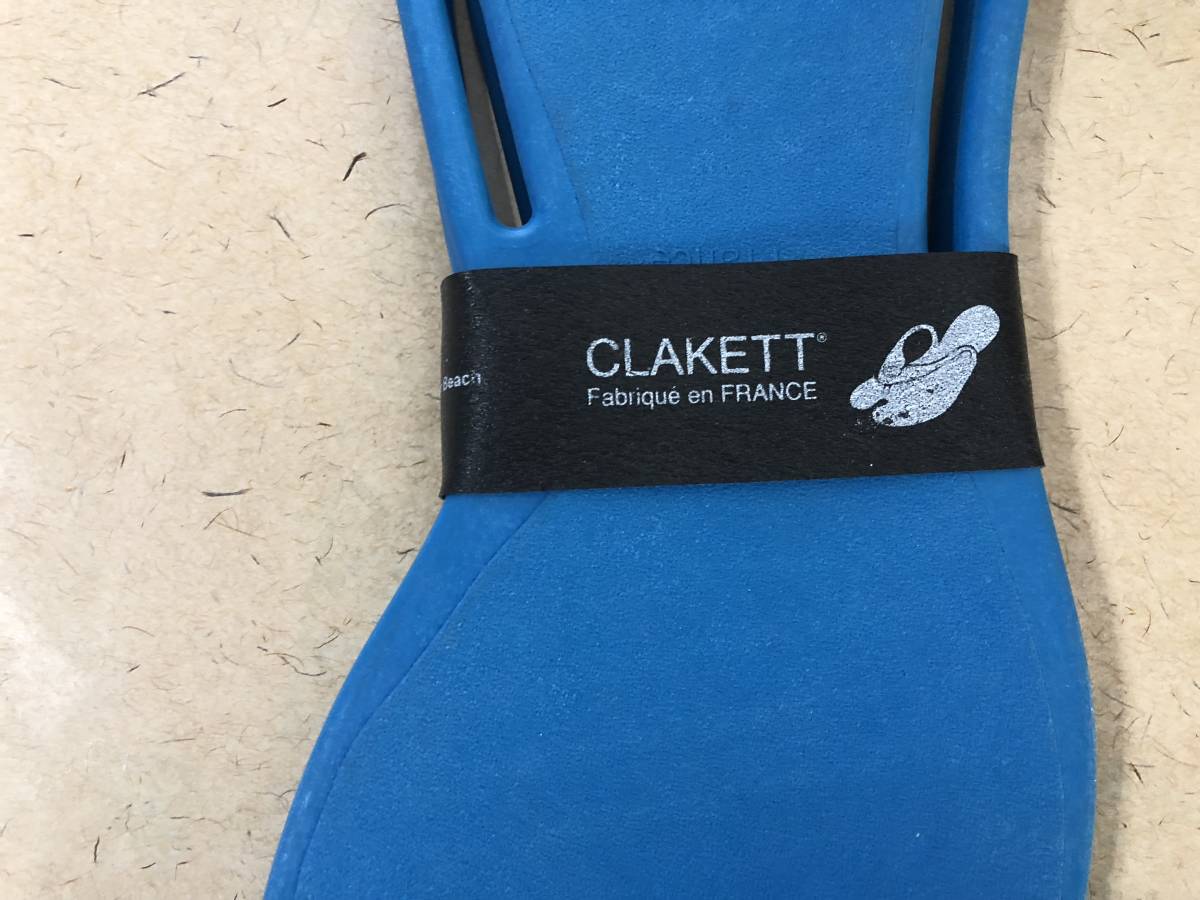 CLAKETT®
Fabriqué en FRANCE
Beach